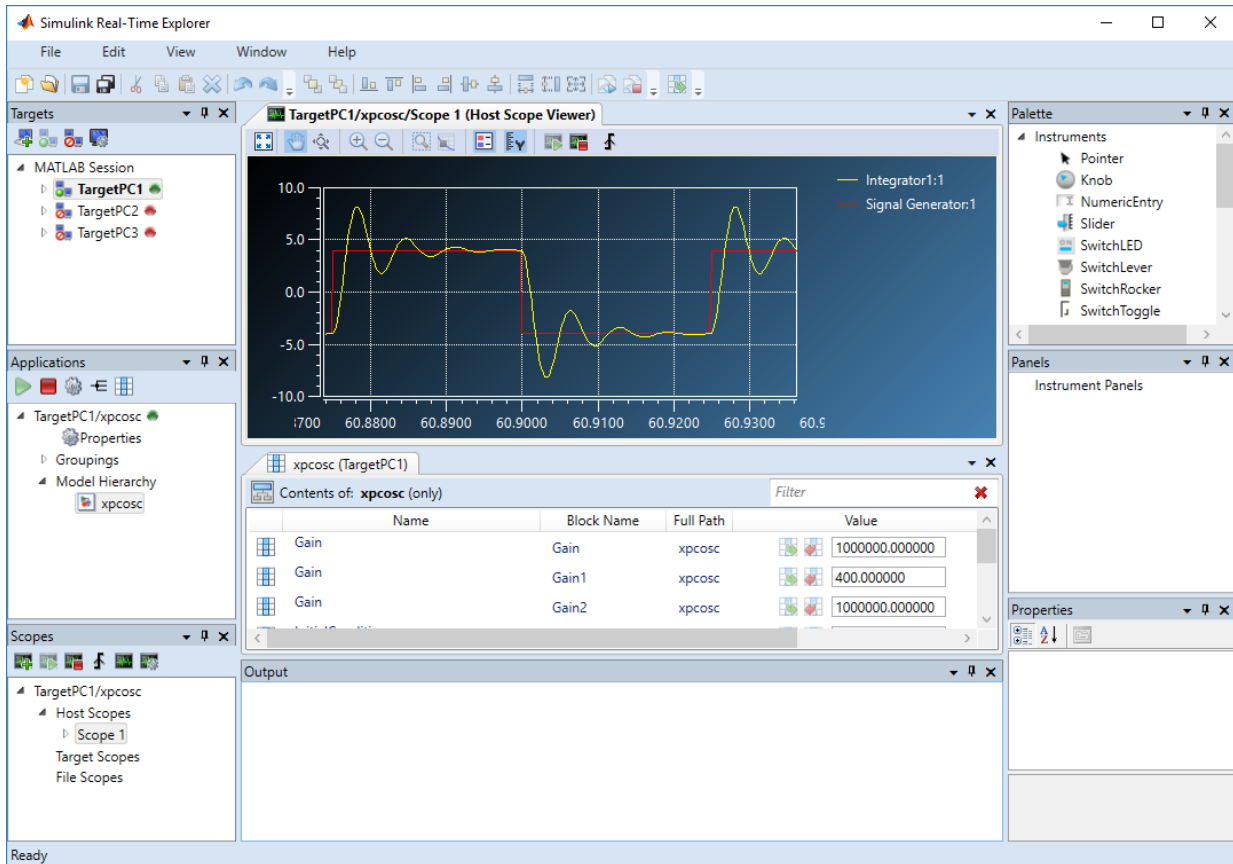 Simulink Real-Time Explorer
File Edit View Window Help
Targets
MATLAB Session
TargetPC1
TargetPC2
TargetPC3
Applications
TargetPC1/xpcosc
Properties
Groupings
Model Hierarchy
xpcosc
Scopes
TargetPC1/xpcosc
Host Scopes
Scope 1
Target Scopes
File Scopes
TargetPC1/xpcosc/Scope 1 (Host Scope Viewer)
Integrator1:1
Signal Generator:1
10.0
5.0
0.0
-5.0
-10.0
60.8800 60.8900 60.9000 60.9100 60.9200 60.9300
xpcosc (TargetPC1)
Contents of: xpcosc (only) Filter
Name Block Name Full Path Value
Gain Gain xpcosc 1000000.000000
Gain Gain1 xpcosc 400.000000
Gain Gain2 xpcosc 1000000.000000
Output
Palette
Instruments
Pointer
Knob
NumericEntry
Slider
SwitchLED
SwitchLever
SwitchRocker
SwitchToggle
Panels
Instrument Panels
Properties
Ready